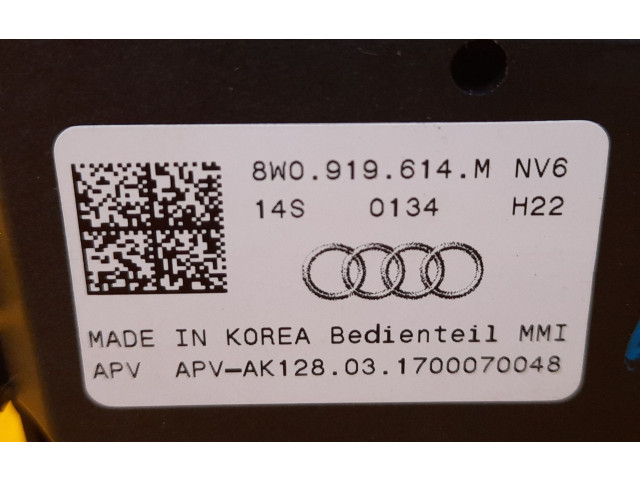 8W0.919.614.M NV6
14S 0134 H22
MADE IN KOREA Bedienteil MMI
APV APV-AK128.03.1700070048